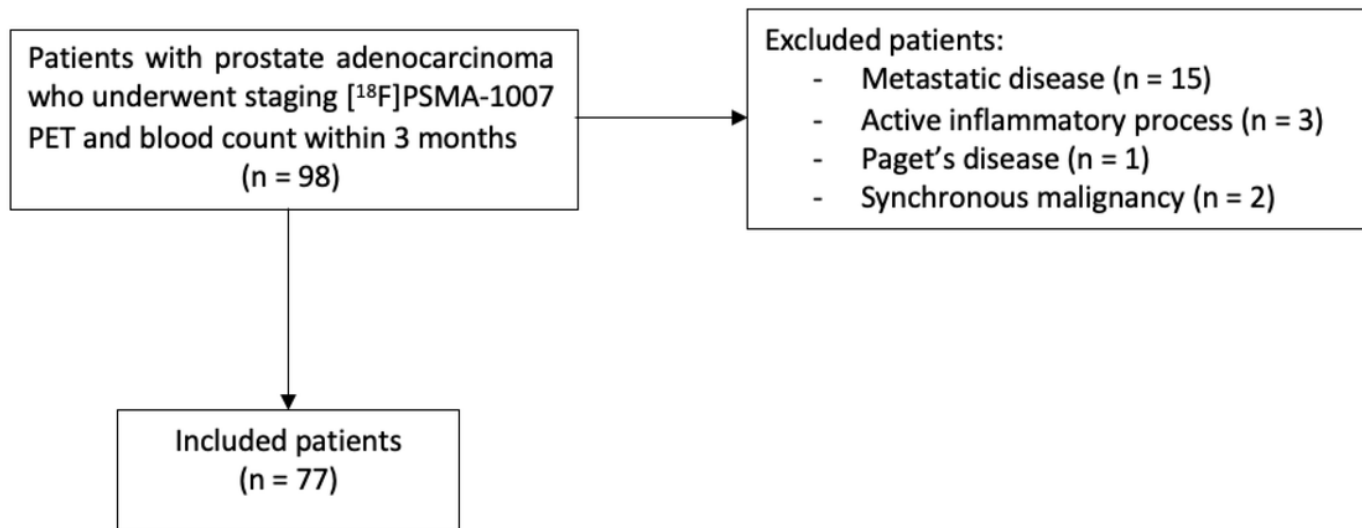 Patients with prostate adenocarcinoma
who underwent staging [¹⁸F]PSMA-1007
PET and blood count within 3 months
(n = 98)
Excluded patients:
- Metastatic disease (n = 15)
- Active inflammatory process (n = 3)
- Paget’s disease (n = 1)
- Synchronous malignancy (n = 2)
Included patients
(n = 77)